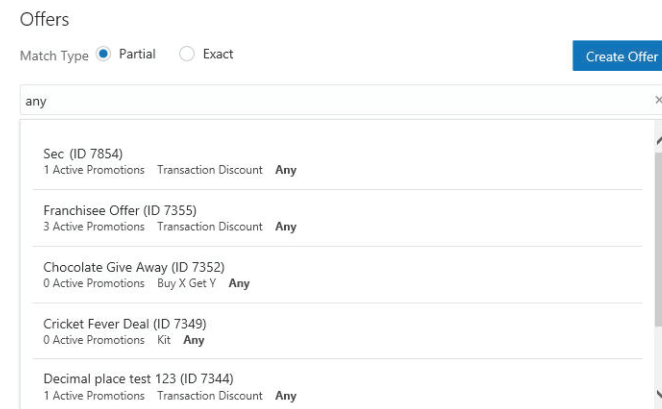 Offers
Match Type Partial Exact
Create Offer
any
Sec (ID 7854)
1 Active Promotions Transaction Discount Any
Franchisee Offer (ID 7355)
3 Active Promotions Transaction Discount Any
Chocolate Give Away (ID 7352)
0 Active Promotions Buy X Get Y Any
Cricket Fever Deal (ID 7349)
0 Active Promotions Kit Any
Decimal place test 123 (ID 7344)
1 Active Promotions Transaction Discount Any